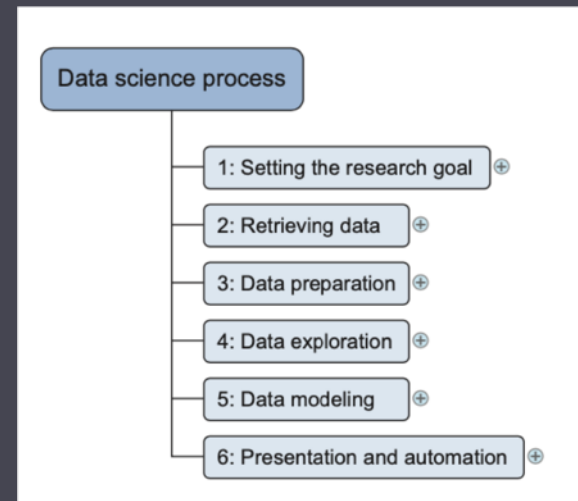 Data science process
1: Setting the research goal
2: Retrieving data
3: Data preparation
4: Data exploration
5: Data modeling
6: Presentation and automation